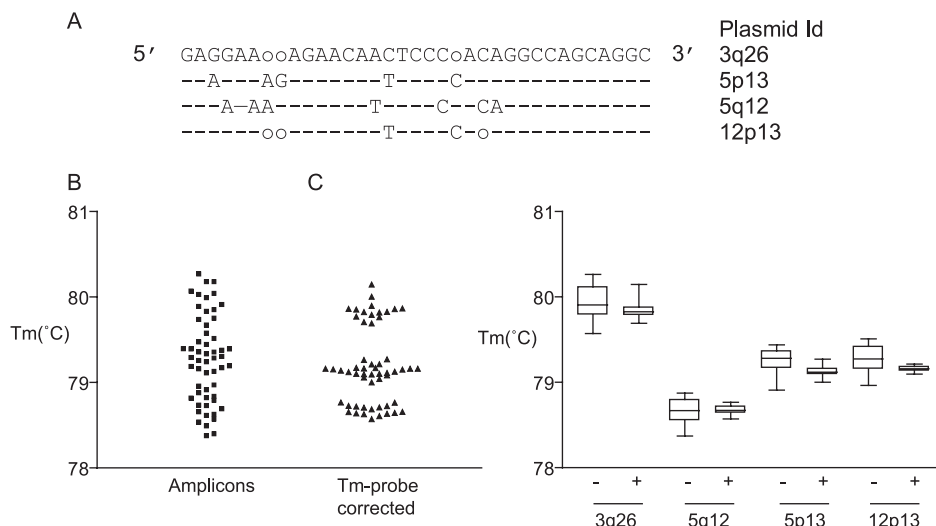 A
Plasmid Id
5′ GAGGAAooAGAACAACTCCCoACAGGCCAGCAGGC 3′ 3q26
--A---AG-------T----C-------------- 5p13
---A—AA-------T----C--CA----------- 5q12
------oo-------T----C-o------------ 12p13
B
C
81
80
Tm(°C)
79
78
Amplicons
Tm-probe
corrected
81
80
Tm(°C)
79
78
- + - + - + - +
3q26 5q12 5p13 12p13